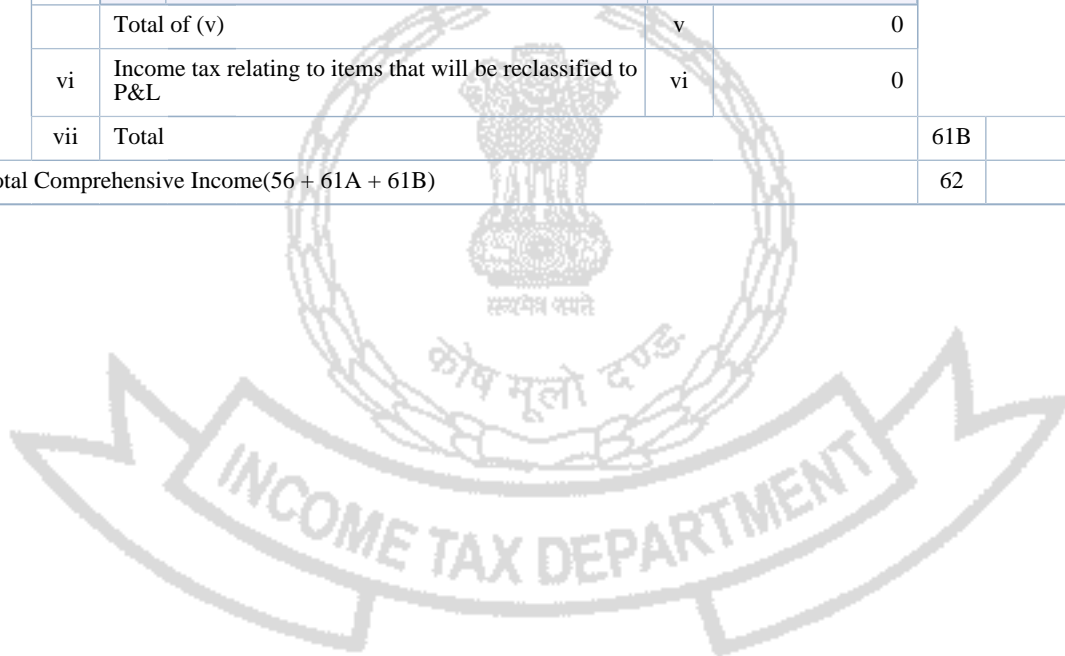 Total of (v) v 0
vi Income tax relating to items that will be reclassified to
P&L vi 0
vii Total 61B
otal Comprehensive Income(56 + 61A + 61B) 62
सत्यमेव जयते
कोष मूलो दण्ड:
INCOME TAX DEPARTMENT